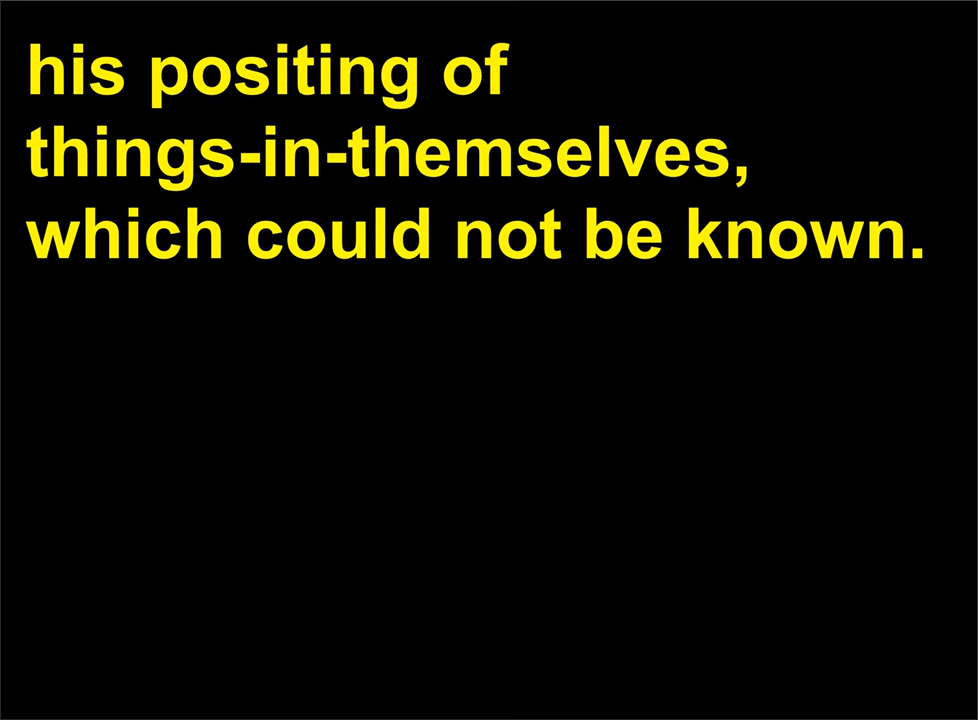 his positing of
things-in-themselves,
which could not be known.